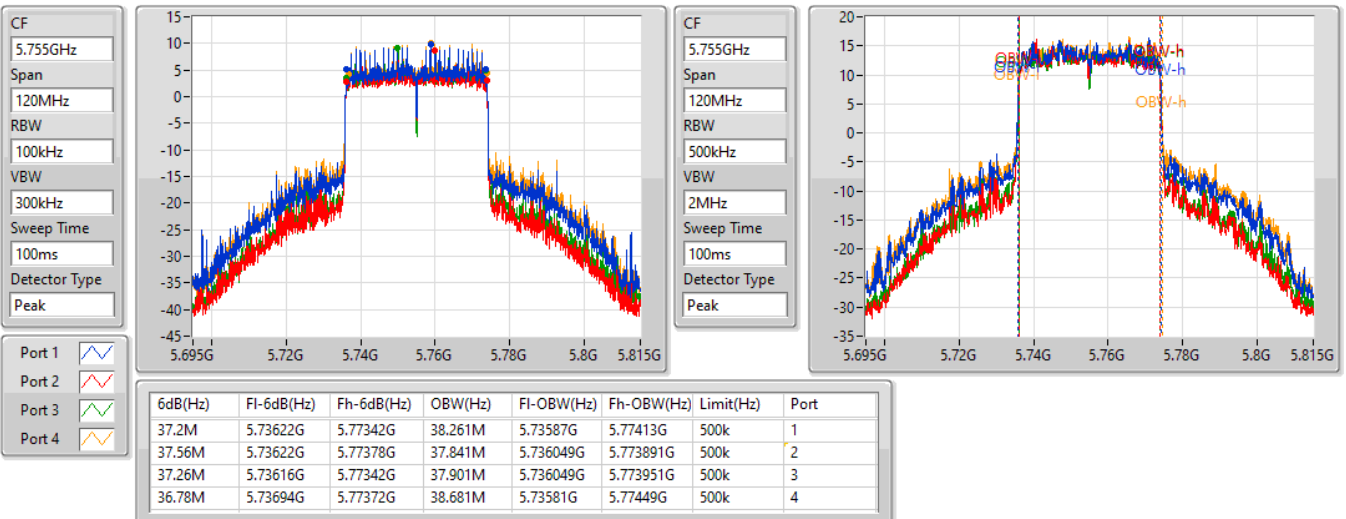 CF
5.755GHz
Span
120MHz
RBW
100kHz
VBW
300kHz
Sweep Time
100ms
Detector Type
Peak
15
10
5
0
-5
-10
-15
-20
-25
-30
-35
-40
-45
5.695G 5.72G 5.74G 5.76G 5.78G 5.8G 5.815G
CF
5.755GHz
Span
120MHz
RBW
500kHz
VBW
2MHz
Sweep Time
100ms
Detector Type
Peak
20
15
10
5
0
-5
-10
-15
-20
-25
-30
-35
OBW-h
OBW-h
OBW-h
5.695G 5.72G 5.74G 5.76G 5.78G 5.8G 5.815G
Port 1
Port 2
Port 3
Port 4
6dB(Hz) Fl-6dB(Hz) Fh-6dB(Hz) OBW(Hz) Fl-OBW(Hz) Fh-OBW(Hz) Limit(Hz) Port
37.2M 5.73622G 5.77342G 38.261M 5.73587G 5.77413G 500k 1
37.56M 5.73622G 5.77378G 37.841M 5.736049G 5.773891G 500k 2
37.26M 5.73616G 5.77342G 37.901M 5.736049G 5.773951G 500k 3
36.78M 5.73694G 5.77372G 38.681M 5.73581G 5.77449G 500k 4